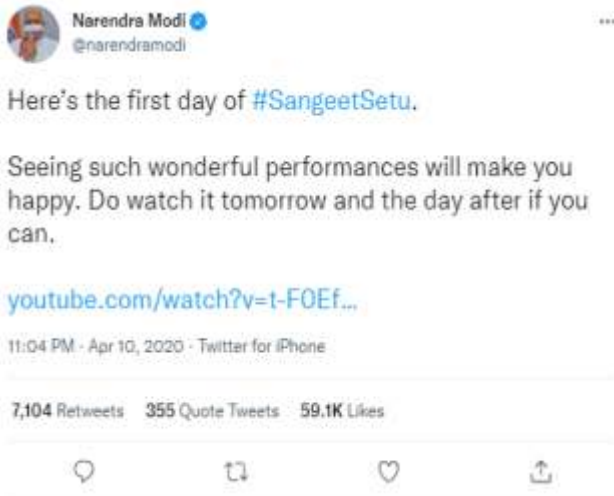 Narendra Modi
@narendramodi
Here's the first day of #SangeetSetu.
Seeing such wonderful performances will make you
happy. Do watch it tomorrow and the day after if you
can.
youtube.com/watch?v=t-F0Ef...
11:04 PM · Apr 10, 2020 · Twitter for iPhone
7,104 Retweets 355 Quote Tweets 59.1K Likes